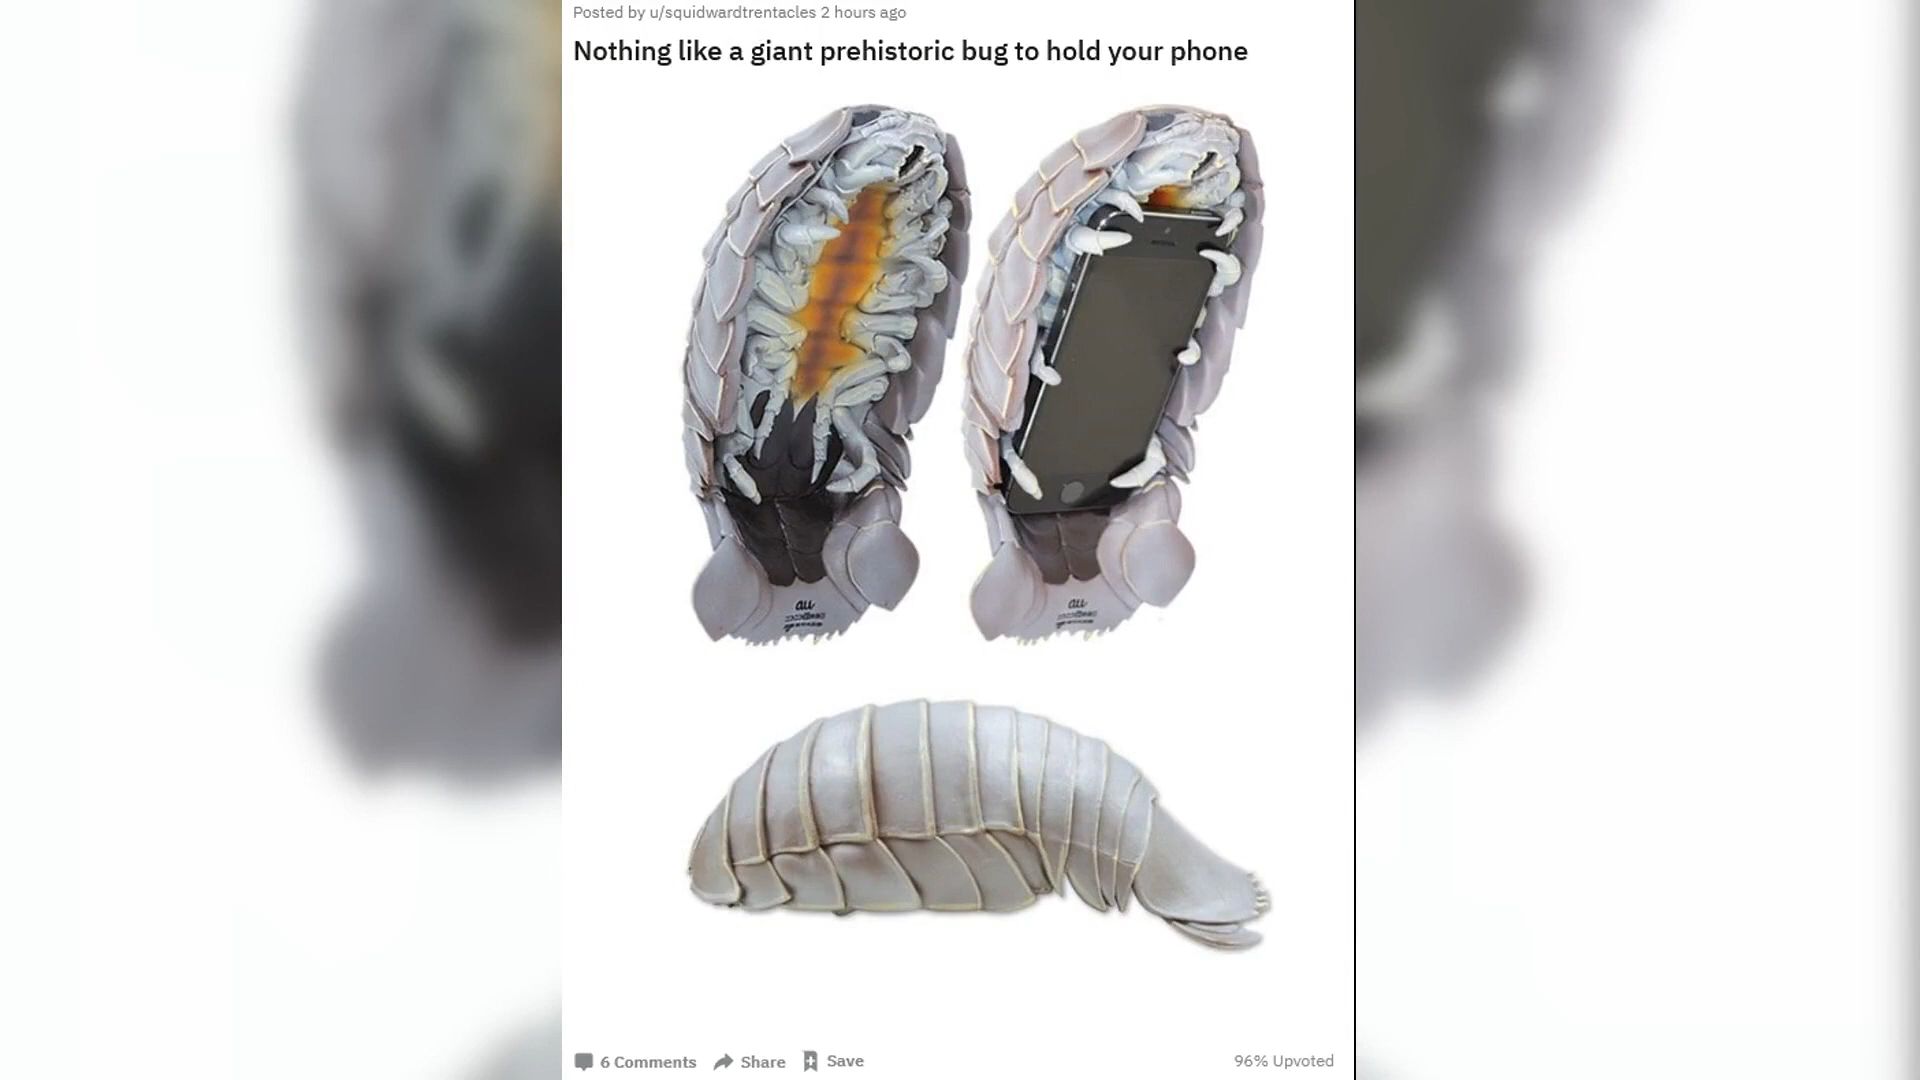 Posted by u/squidwardtrentacles 2 hours ago
Nothing like a giant prehistoric bug to hold your phone
au
au
6 Comments Share Save 96% Upvoted